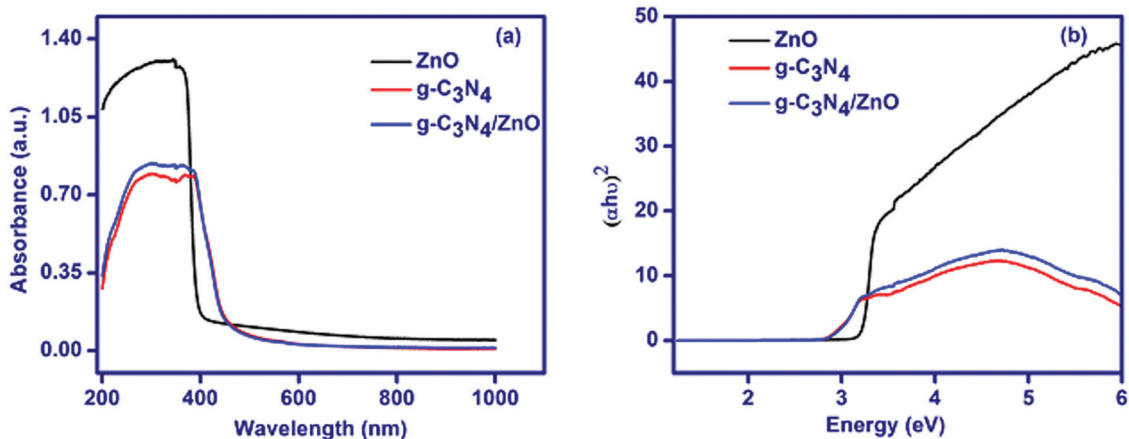 (a)
ZnO
g-C₃N₄
g-C₃N₄/ZnO
Absorbance (a.u.)
1.40
1.05
0.70
0.35
0.00
200 400 600 800 1000
Wavelength (nm)
(b)
ZnO
g-C₃N₄
g-C₃N₄/ZnO
(αhυ)²
50
40
30
20
10
0
2 3 4 5 6
Energy (eV)